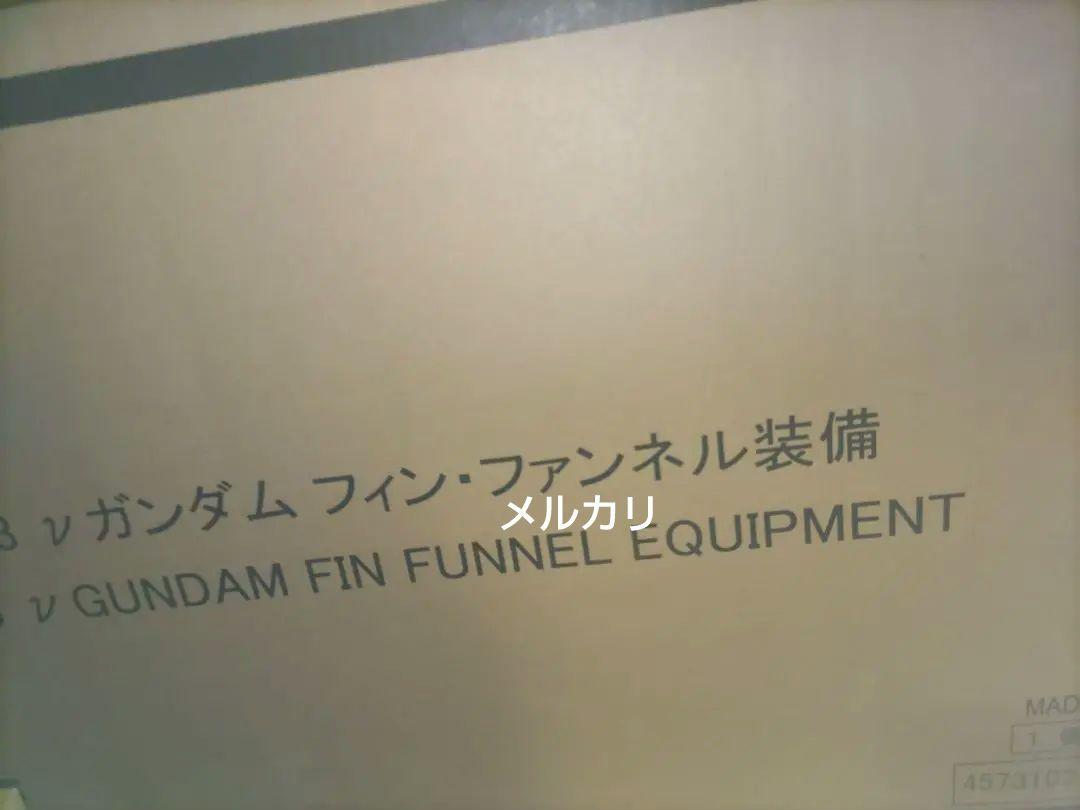 νガンダム フィン・ファンネル装備
メルカリ
ν GUNDAM FIN FUNNEL EQUIPMENT
MAD
1
4573102